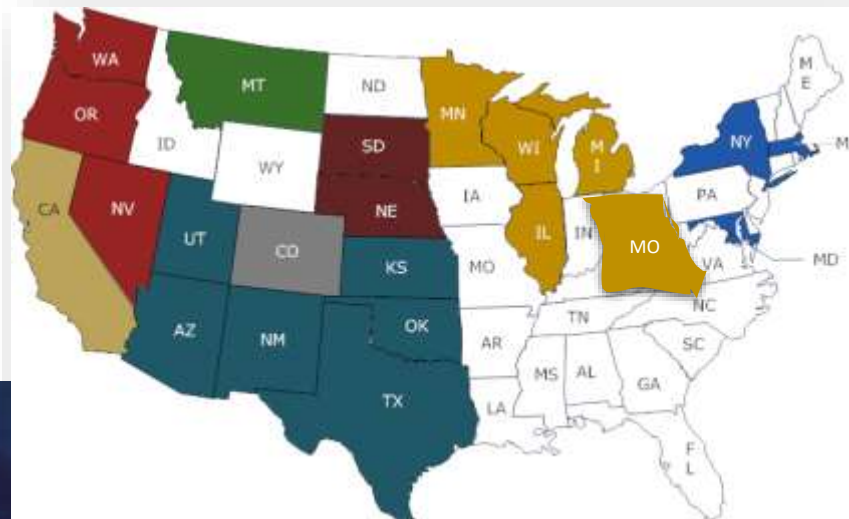 WA
MT
ND
M
E
OR
MN
ID
SD
WI
M
I
NY
M
WY
CA
NV
NE
IA
PA
UT
CO
KS
MO
IL
IN
MO
VA
MD
AZ
NM
OK
AR
TN
NC
SC
TX
MS
AL
GA
LA
F
L